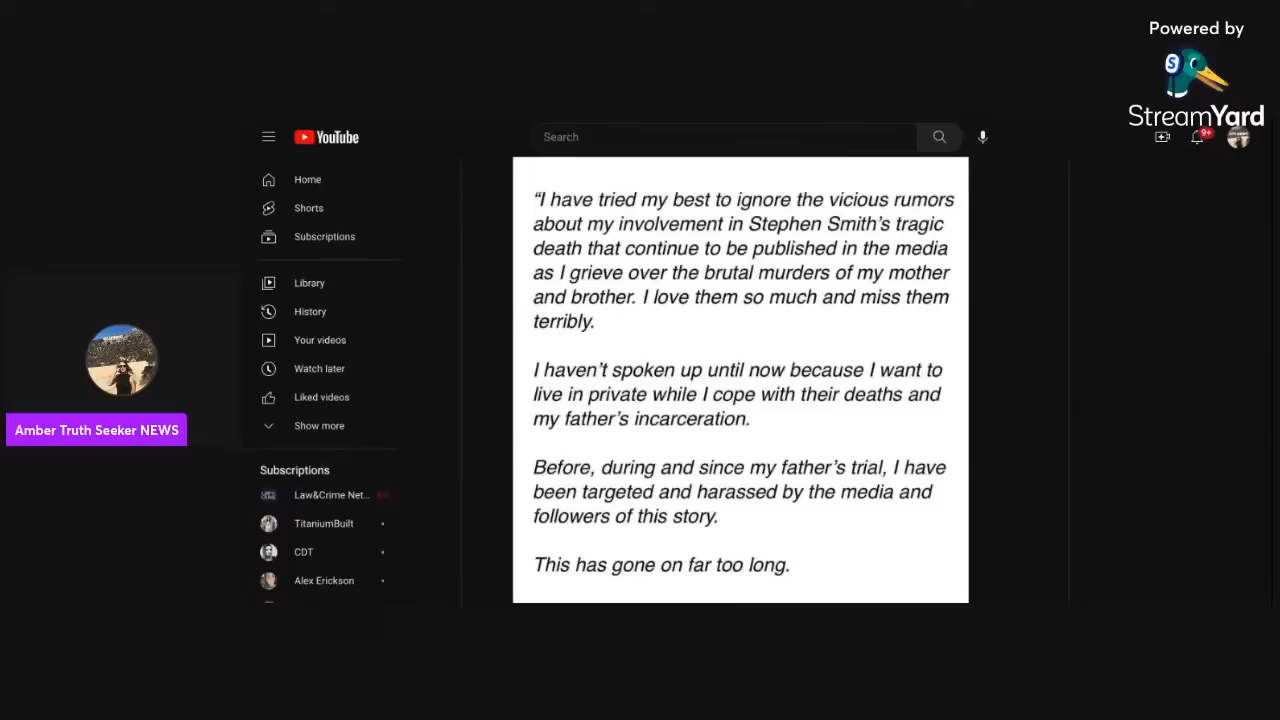 Powered by
S
StreamYard
YouTube
Search
9+
Home
Shorts
Subscriptions
Library
History
Your videos
Watch later
Liked videos
Show more
Subscriptions
Law&Crime Net...
TitaniumBuilt
CDT
Alex Erickson
Amber Truth Seeker NEWS
“I have tried my best to ignore the vicious rumors
about my involvement in Stephen Smith’s tragic
death that continue to be published in the media
as I grieve over the brutal murders of my mother
and brother. I love them so much and miss them
terribly.
I haven’t spoken up until now because I want to
live in private while I cope with their deaths and
my father’s incarceration.
Before, during and since my father’s trial, I have
been targeted and harassed by the media and
followers of this story.
This has gone on far too long.